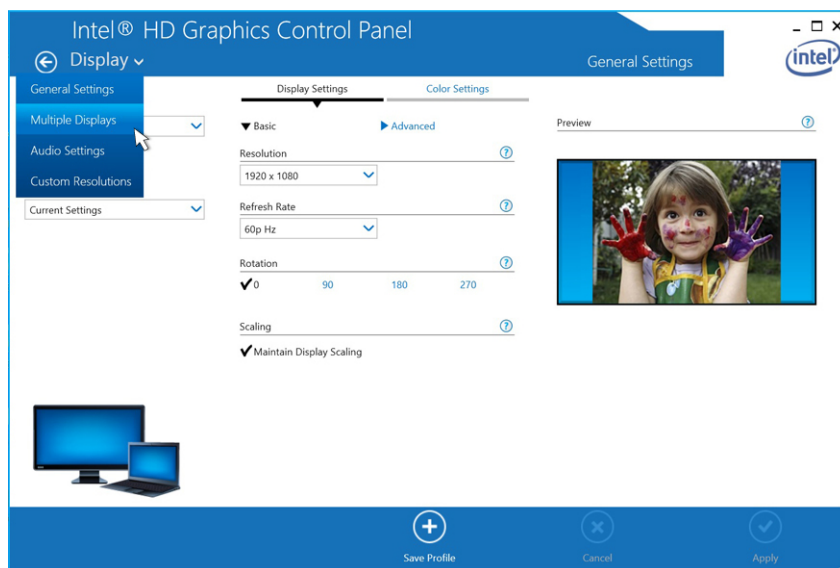 Intel® HD Graphics Control Panel
Display
General Settings
intel
General Settings
Multiple Displays
Audio Settings
Custom Resolutions
Current Settings
Display Settings
Color Settings
Basic
Advanced
Resolution
1920 x 1080
Refresh Rate
60p Hz
Rotation
0 90 180 270
Scaling
Maintain Display Scaling
Preview
Save Profile
Cancel
Apply